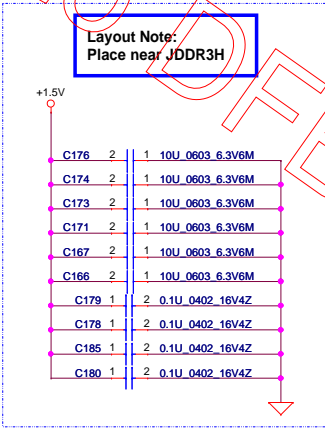 Layout Note:
Place near JDDR3H
+1.5V
C176 2 1 10U_0603_6.3V6M
C174 2 1 10U_0603_6.3V6M
C173 2 1 10U_0603_6.3V6M
C171 2 1 10U_0603_6.3V6M
C167 2 1 10U_0603_6.3V6M
C166 2 1 10U_0603_6.3V6M
C179 1 2 0.1U_0402_16V4Z
C178 1 2 0.1U_0402_16V4Z
C185 1 2 0.1U_0402_16V4Z
C180 1 2 0.1U_0402_16V4Z